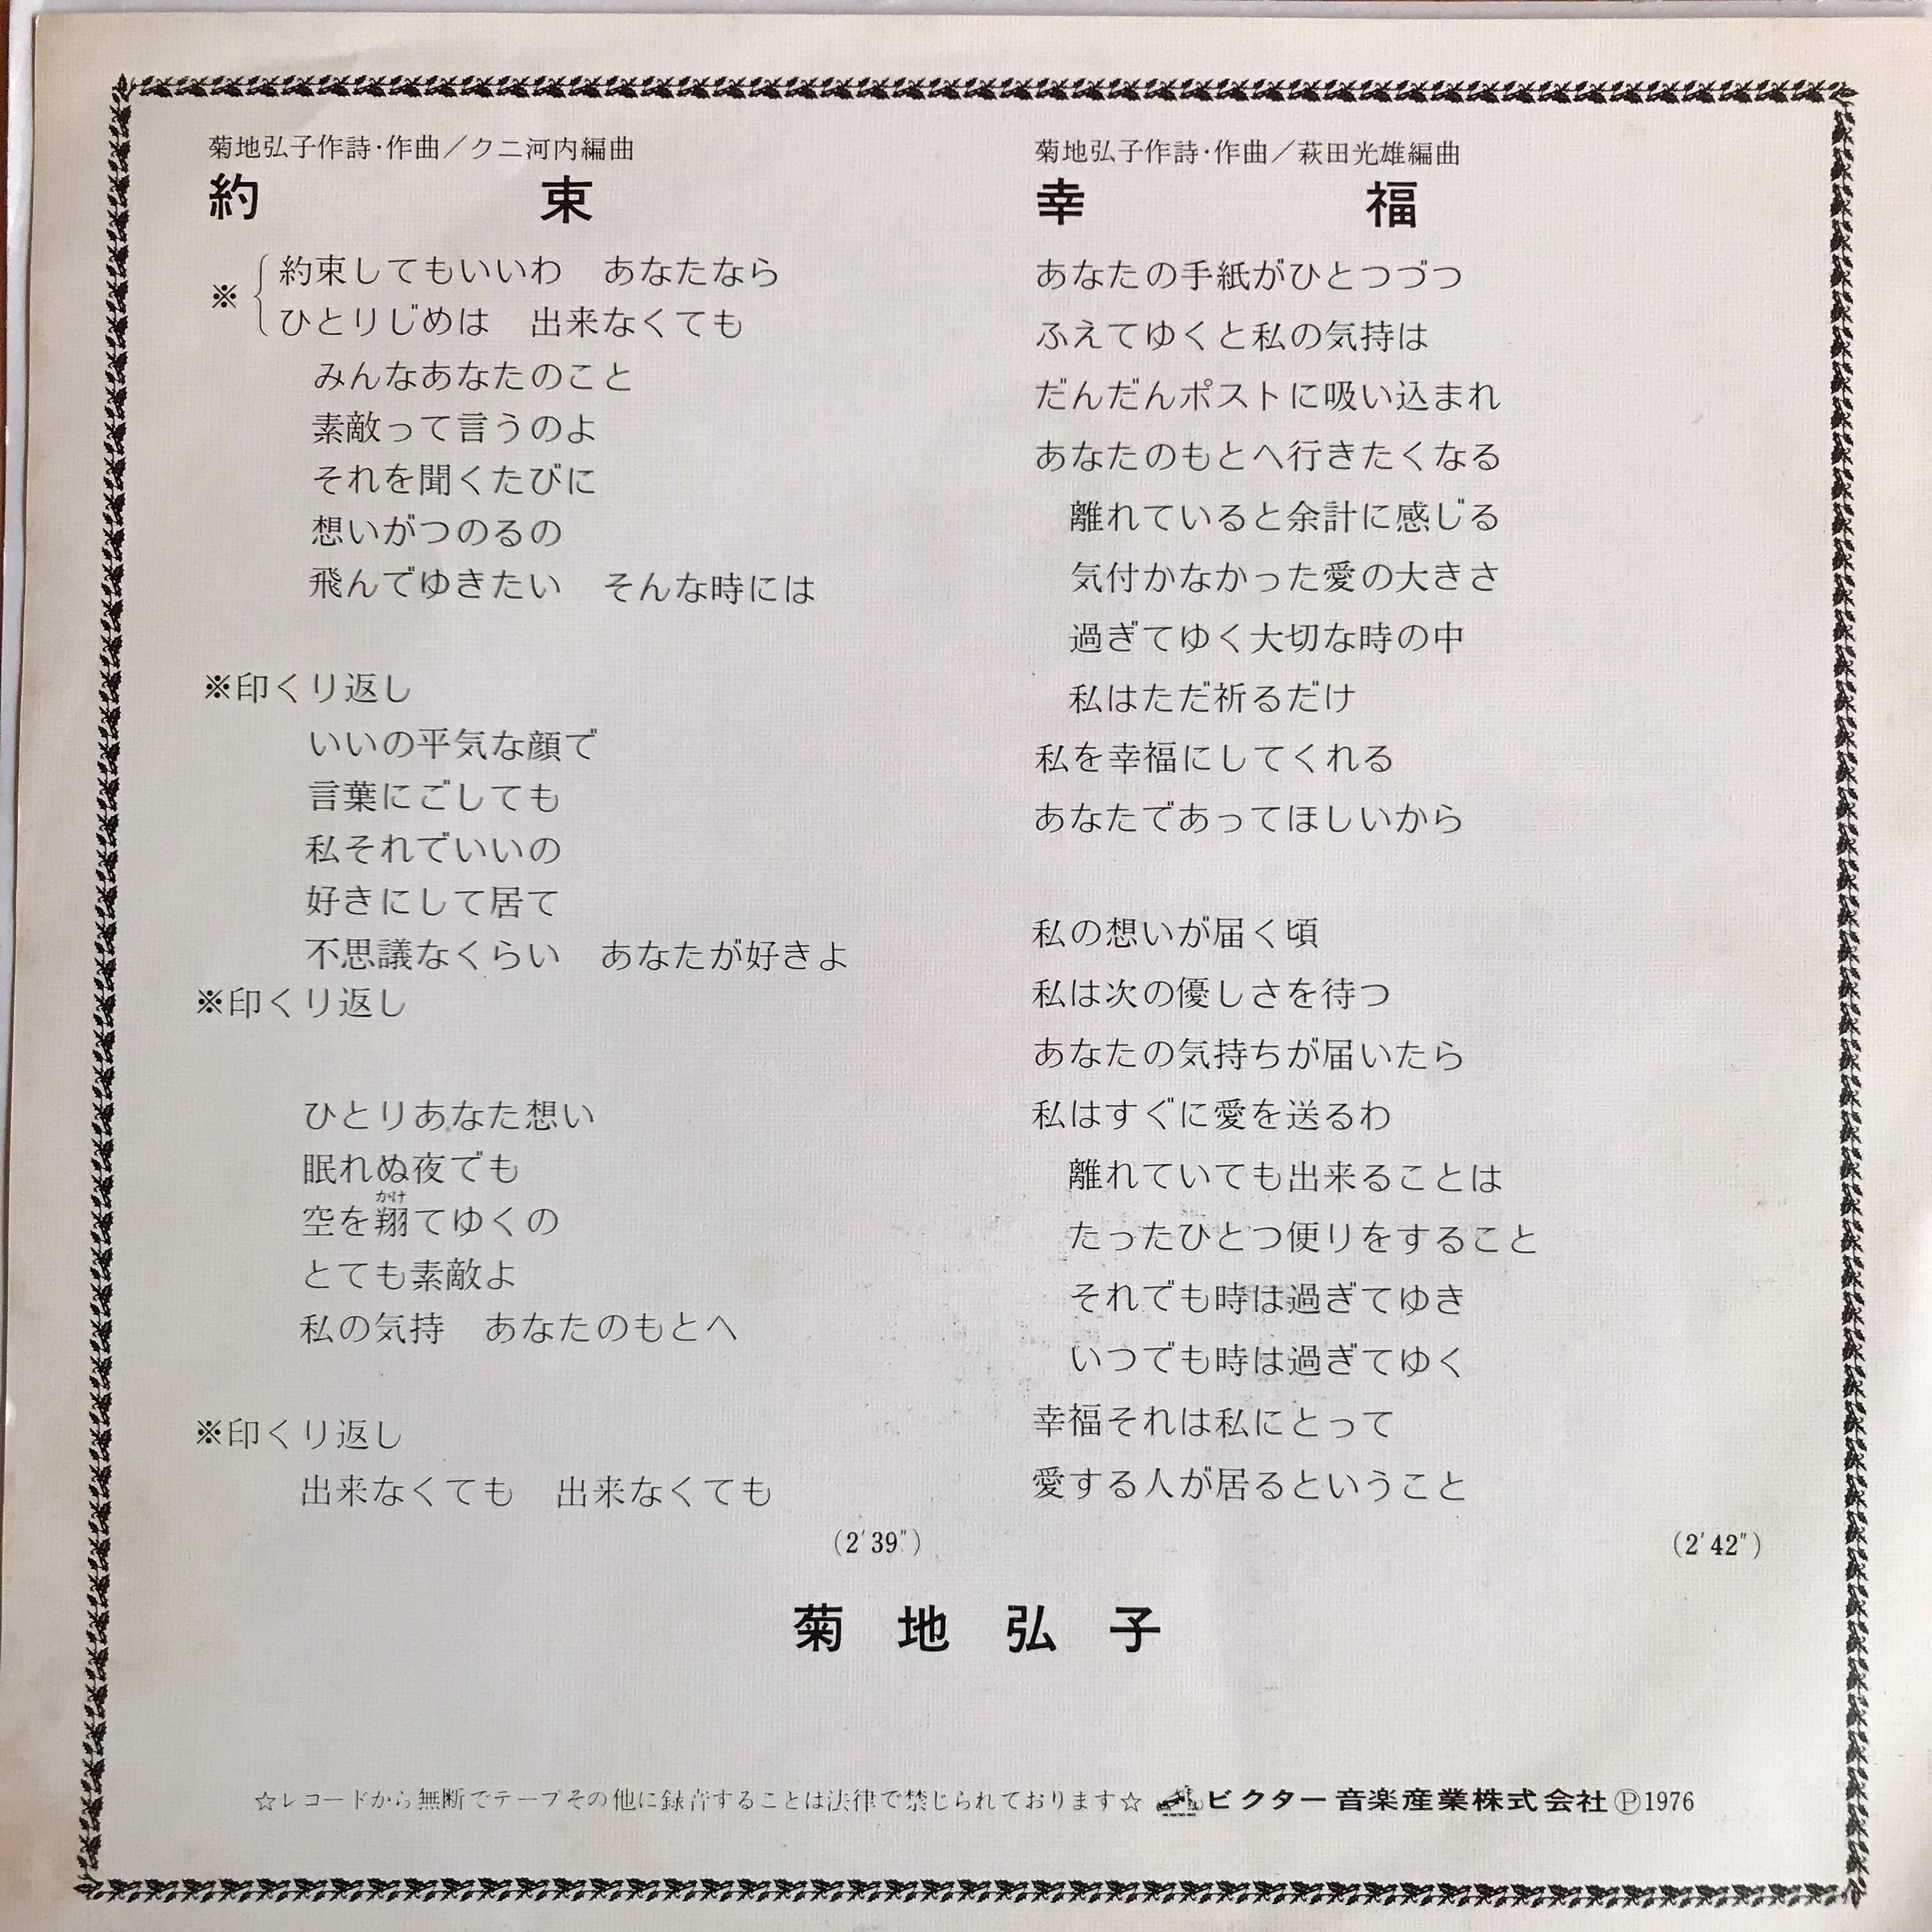 菊地弘子作詩·作曲／クニ河内編曲
約束
※ 約束してもいいわ　あなたなら
ひとりじめは　出来なくても
みんなあなたのこと
素敵って言うのよ
それを聞くたびに
想いがつのるの
飛んでゆきたい　そんな時には
※印くり返し
いいの平気な顔で
言葉にごしても
私それでいいの
好きにして居て
不思議なくらい　あなたが好きよ
※印くり返し
ひとりあなた想い
眠れぬ夜でも
かけ
空を翔てゆくの
とても素敵よ
私の気持　あなたのもとへ
※印くり返し
出来なくても　出来なくても
(2′39″)
菊地弘子作詩·作曲／萩田光雄編曲
幸福
あなたの手紙がひとつづつ
ふえてゆくと私の気持は
だんだんポストに吸い込まれ
あなたのもとへ行きたくなる
離れていると余計に感じる
気付かなかった愛の大きさ
過ぎてゆく大切な時の中
私はただ祈るだけ
私を幸福にしてくれる
あなたであってほしいから
私の想いが届く頃
私は次の優しさを待つ
あなたの気持ちが届いたら
私はすぐに愛を送るわ
離れていても出来ることは
たったひとつ便りをすること
それでも時は過ぎてゆき
いつでも時は過ぎてゆく
幸福それは私にとって
愛する人が居るということ
(2′42″)
菊地弘子
☆レコードから無断でテープその他に録音することは法律で禁じられております☆ ビクター音楽産業株式会社Ⓟ1976